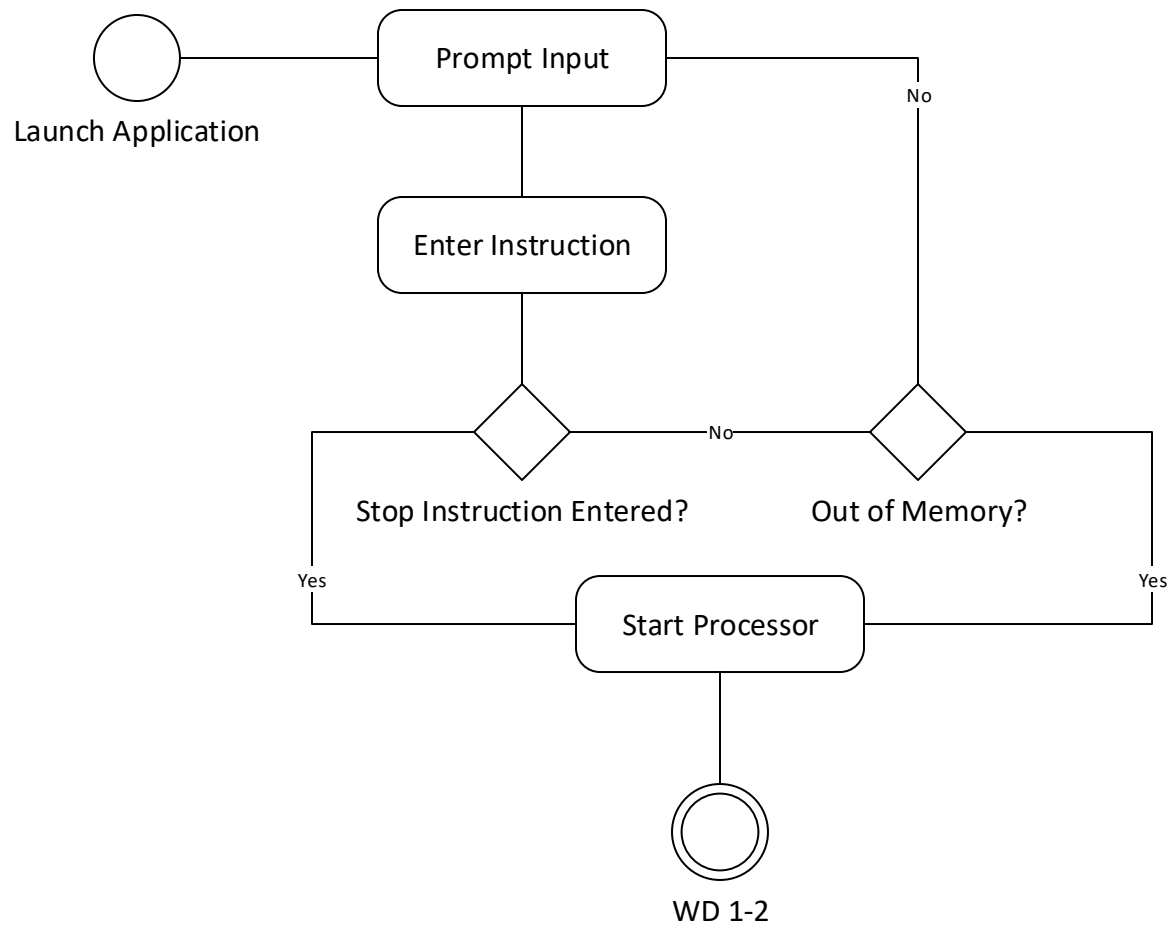 Prompt Input
No
Launch Application
Enter Instruction
No
Stop Instruction Entered?
Out of Memory?
Yes
Yes
Start Processor
WD 1-2